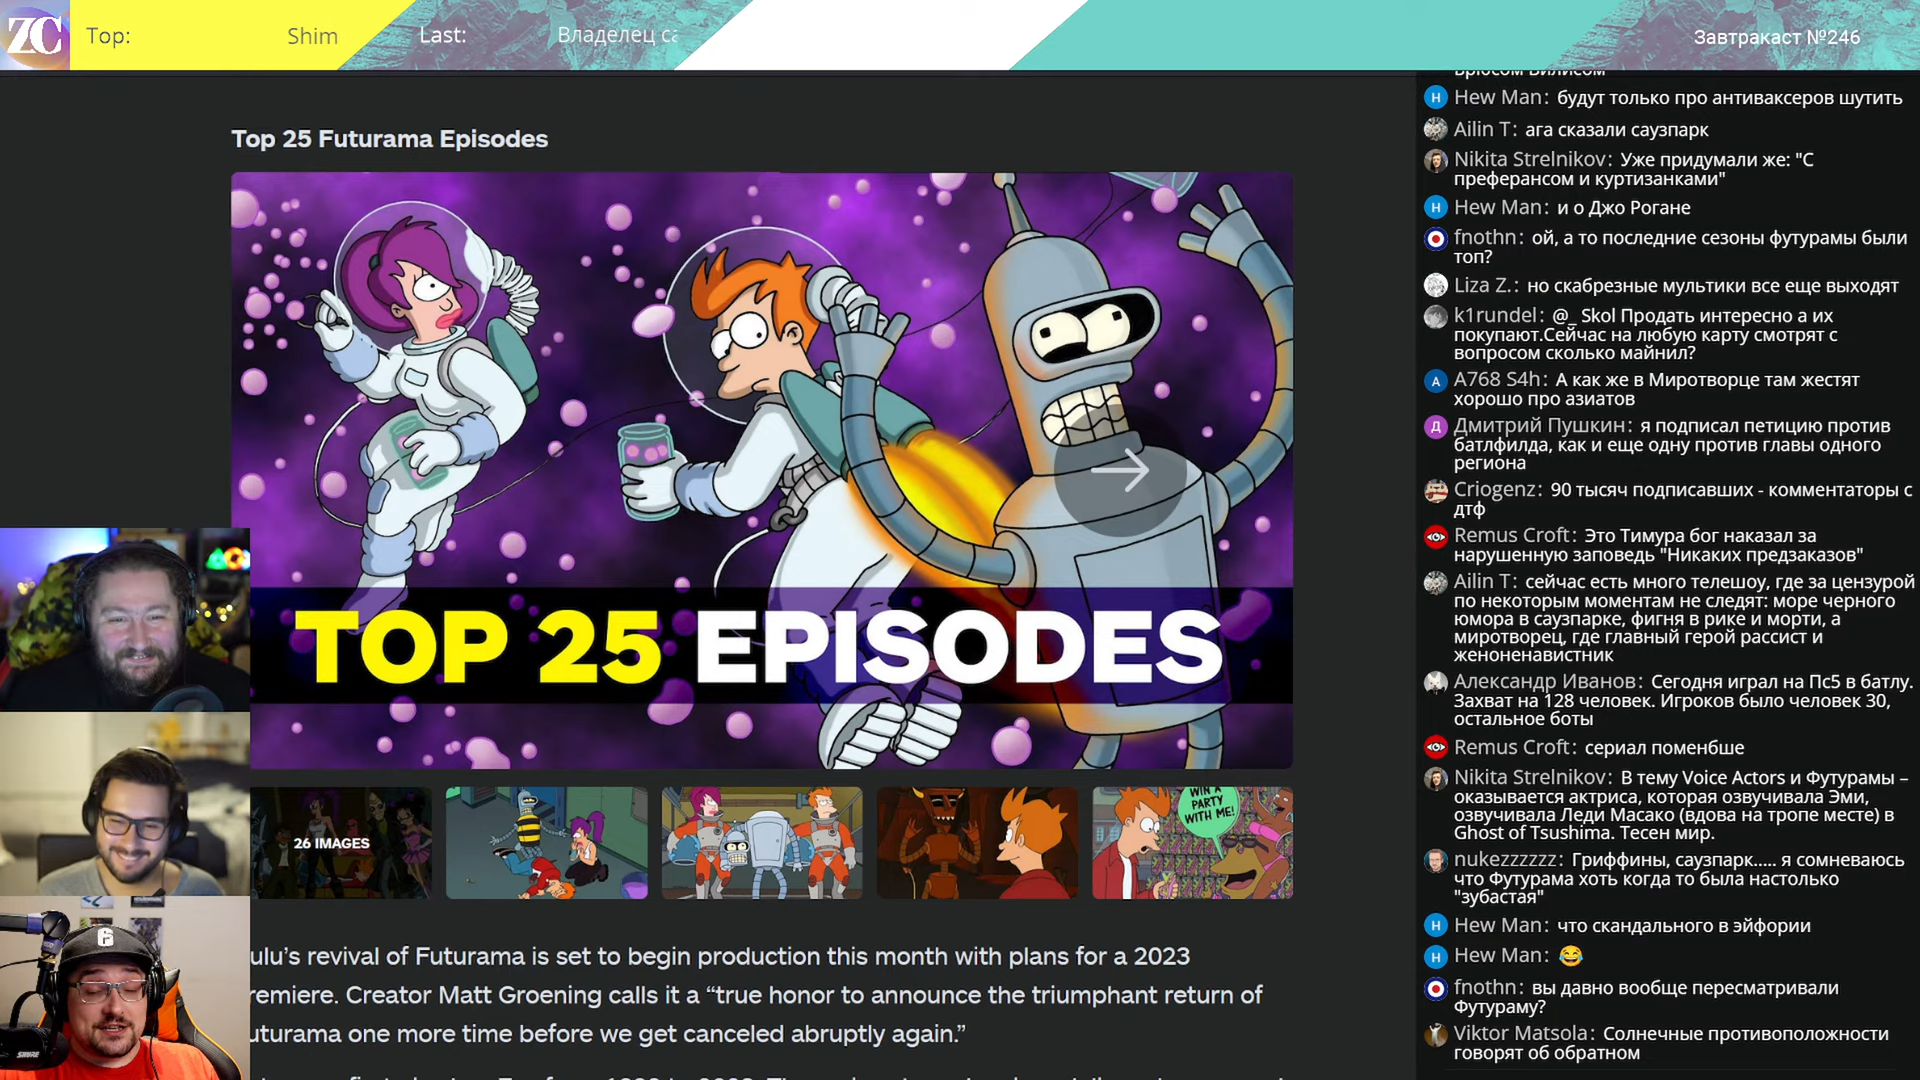 ZC
Top:
Shim
Last:
Владелец са
Завтракаст №246
Top 25 Futurama Episodes
TOP 25 EPISODES
26 IMAGES
WIN A
PARTY
WITH ME!
ulu's revival of Futurama is set to begin production this month with plans for a 2023
remiere. Creator Matt Groening calls it a “true honor to announce the triumphant return of
uturama one more time before we get canceled abruptly again.”
Брюсом Вилисом
Hew Man: будут только про антиваксеров шутить
Ailin T: ага сказали саузпарк
Nikita Strelnikov: Уже придумали же: "С
преферансом и куртизанками"
Hew Man: и о Джо Рогане
fnothn: ой, а то последние сезоны футурамы были
топ?
Liza Z.: но скабрезные мультики все еще выходят
k1rundel: @_ Skol Продать интересно а их
покупают.Сейчас на любую карту смотрят с
вопросом сколько майнил?
A768 S4h: А как же в Миротворце там жестят
хорошо про азиатов
Дмитрий Пушкин: я подписал петицию против
батлфилда, как и еще одну против главы одного
региона
Criogenz: 90 тысяч подписавших - комментаторы с
дтф
Remus Croft: Это Тимура бог наказал за
нарушенную заповедь "Никаких предзаказов"
Ailin T: сейчас есть много телешоу, где за цензурой
по некоторым моментам не следят: море черного
юмора в саузпарке, фигня в рике и морти, а
миротворец, где главный герой рассист и
женоненавистник
Александр Иванов: Сегодня играл на Пс5 в батлу.
Захват на 128 человек. Игроков было человек 30,
остальное боты
Remus Croft: сериал поменбше
Nikita Strelnikov: В тему Voice Actors и Футурамы –
оказывается актриса, которая озвучивала Эми,
озвучивала Леди Масако (вдова на тропе месте) в
Ghost of Tsushima. Тесен мир.
nukezzzzzz: Гриффины, саузпарк..... я сомневаюсь
что Футурама хоть когда то была настолько
"зубастая"
Hew Man: что скандального в эйфории
Hew Man: 😂
fnothn: вы давно вообще пересматривали
Футураму?
Viktor Matsola: Солнечные противоположности
говорят об обратном